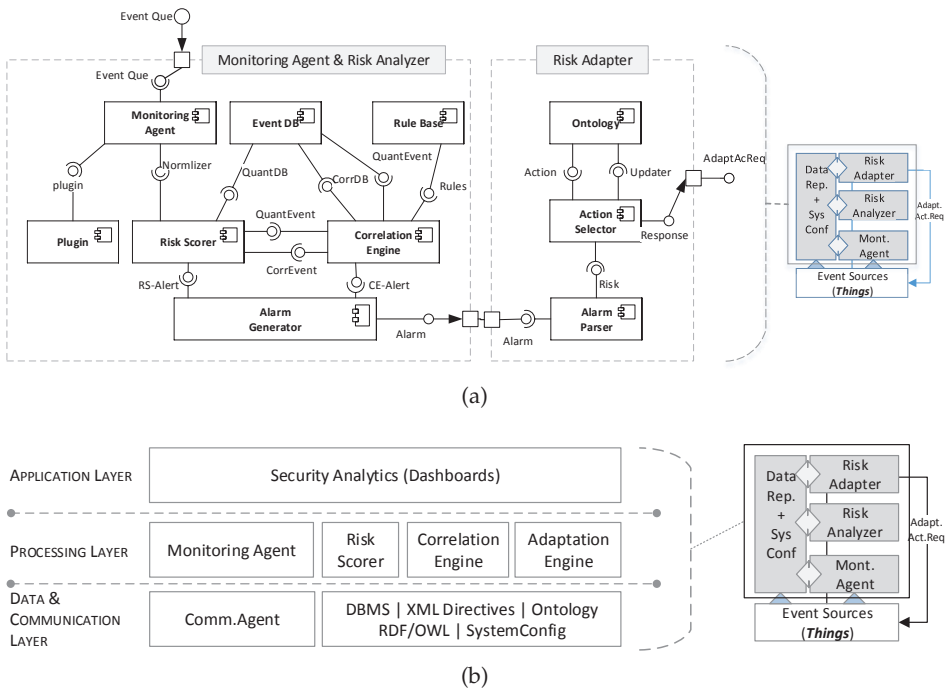 Event Que
Monitoring Agent & Risk Analyzer
Risk Adapter
Event Que
Monitoring
Agent
Event DB
Rule Base
Ontology
plugin
Normlizer
QuantDB
CorrDB
QuantEvent
Rules
Action
Updater
AdaptAcReq
Plugin
Risk Scorer
QuantEvent
CorrEvent
Correlation
Engine
Action
Selector
Response
RS-Alert
CE-Alert
Risk
Alarm
Generator
Alarm
Alarm
Alarm
Parser
Data
Rep.
+
Sys
Conf
Risk
Adapter
Risk
Analyzer
Mont.
Agent
Adapt.
Act.Req
Event Sources
(Things)
(a)
APPLICATION LAYER
Security Analytics (Dashboards)
PROCESSING LAYER
Monitoring Agent
Risk
Scorer
Correlation
Engine
Adaptation
Engine
DATA &
COMMUNICATION
LAYER
Comm.Agent
DBMS | XML Directives | Ontology
RDF/OWL | SystemConfig
Data
Rep.
+
Sys
Conf
Risk
Adapter
Risk
Analyzer
Mont.
Agent
Adapt.
Act.Req
Event Sources
(Things)
(b)